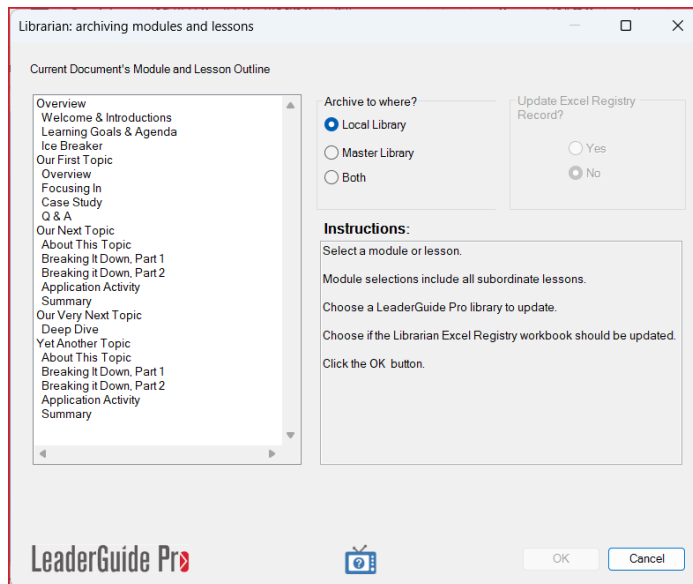 Librarian: archiving modules and lessons
Current Document's Module and Lesson Outline
Overview
Welcome & Introductions
Learning Goals & Agenda
Ice Breaker
Our First Topic
Overview
Focusing In
Case Study
Q & A
Our Next Topic
About This Topic
Breaking It Down, Part 1
Breaking it Down, Part 2
Application Activity
Summary
Our Very Next Topic
Deep Dive
Yet Another Topic
About This Topic
Breaking It Down, Part 1
Breaking it Down, Part 2
Application Activity
Summary
Archive to where?
Local Library
Master Library
Both
Update Excel Registry
Record?
Yes
No
Instructions:
Select a module or lesson.
Module selections include all subordinate lessons.
Choose a LeaderGuide Pro library to update.
Choose if the Librarian Excel Registry workbook should be updated.
Click the OK button.
LeaderGuide Pro
?
OK
Cancel